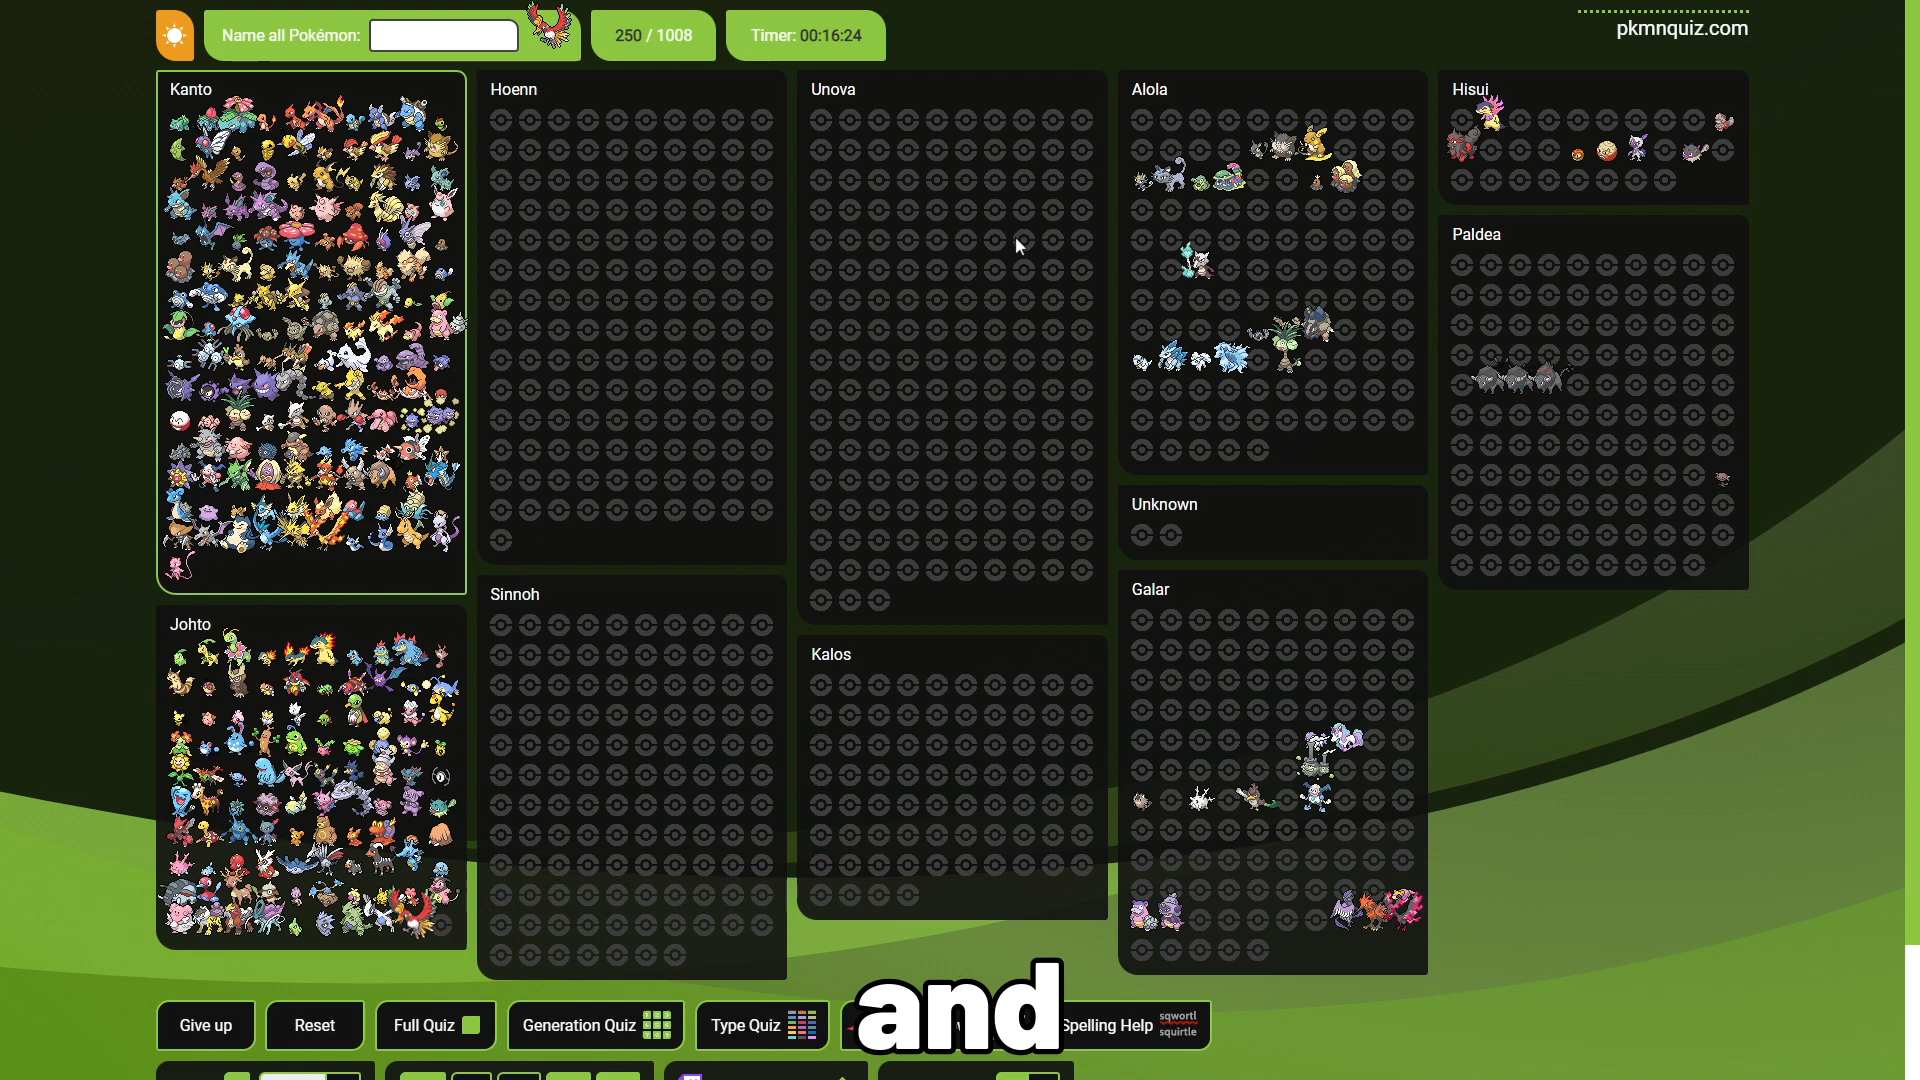 Name all Pokémon:
250 / 1008
Timer: 00:16:24
pkmnquiz.com
Kanto
Hoenn
Unova
Alola
Hisui
Paldea
Unknown
Sinnoh
Galar
Johto
Kalos
Give up
Reset
Full Quiz
Generation Quiz
Type Quiz
and
Spelling Help
sqwortl
squirtle